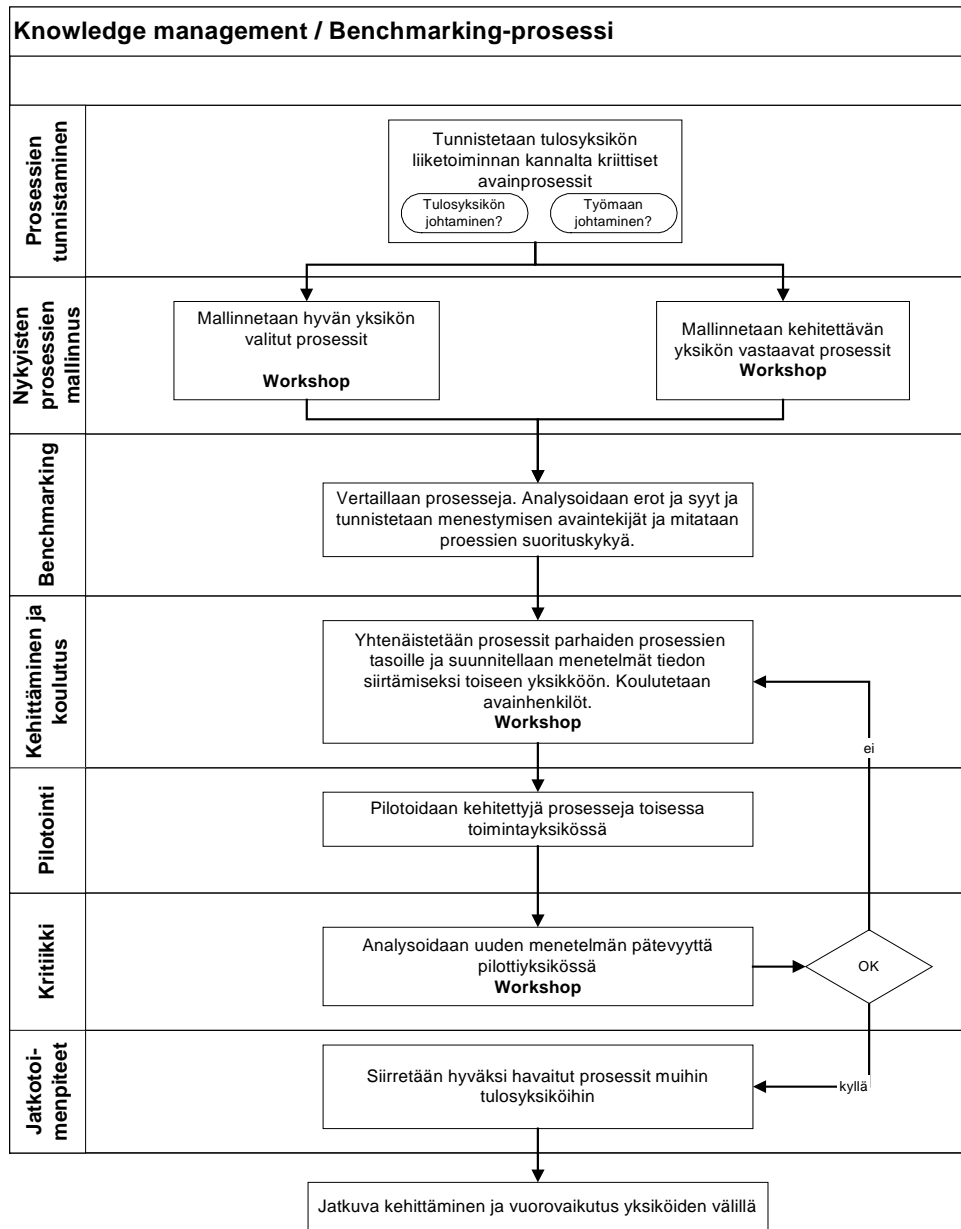 Knowledge management / Benchmarking-prosessi
Prosessien
tunnistaminen
Tunnistetaan tulosyksikön
liiketoiminnan kannalta kriittiset
avainprosessit
Tulosyksikön
johtaminen?
Työmaan
johtaminen?
Nykyisten
prosessien
mallinnus
Mallinnetaan hyvän yksikön
valitut prosessit
Workshop
Mallinnetaan kehitettävän
yksikön vastaavat prosessit
Workshop
Benchmarking
Vertaillaan prosesseja. Analysoidaan erot ja syyt ja
tunnistetaan menestymisen avaintekijät ja mitataan
proessien suorituskykyä.
Kehittäminen ja
koulutus
Yhtenäistetään prosessit parhaiden prosessien
tasoille ja suunnitellaan menetelmät tiedon
siirtämiseksi toiseen yksikköön. Koulutetaan
avainhenkilöt.
Workshop
ei
Pilotointi
Pilotoidaan kehitettyjä prosesseja toisessa
toimintayksikössä
Kritiikki
Analysoidaan uuden menetelmän pätevyyttä
pilottiyksikössä
Workshop
OK
Jatkotoi-
menpiteet
Siirretään hyväksi havaitut prosessit muihin
tulosyksiköihin
kyllä
Jatkuva kehittäminen ja vuorovaikutus yksiköiden välillä